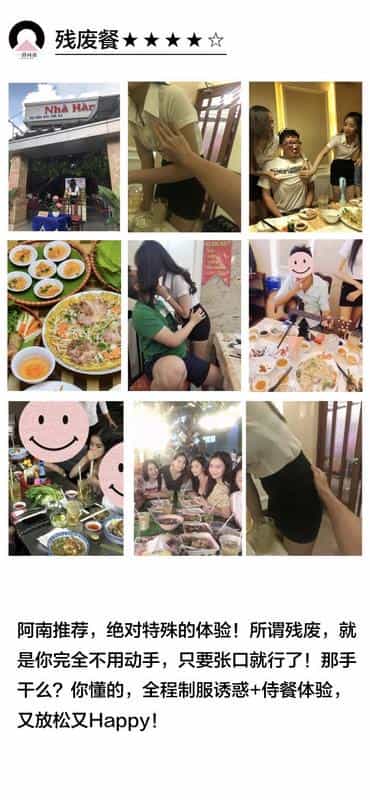 残废餐★★★★☆
Nhà Hàn
阿南推荐，绝对特殊的体验！所谓残废，就
是你完全不用动手，只要张口就行了！那手
干么？你懂的，全程制服诱惑+侍餐体验，
又放松又Happy！